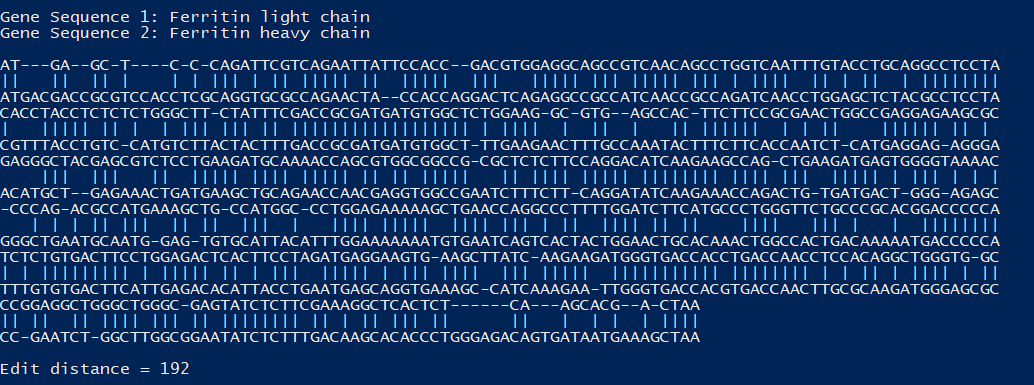 Gene Sequence 1: Ferritin light chain
Gene Sequence 2: Ferritin heavy chain
AT---GA--GC-T----C-C-CAGATTCGTCAGAATTATTCCACC--GACGTGGAGGCAGCCGTCAACAGCCTGGTCAATTTGTACCTGCAGGCCTCCTA
||   ||  || |    | | ||| | || ||||| ||  |||||  ||| | ||||| |||| ||||| ||| | ||||| | || || | ||||||||
ATGACGACCGCGTCCACCTCGCAGGTGCGCCAGAACTA--CCACCAGGACTCAGAGGCCGCCATCAACCGCCAGATCAACCTGGAGCTCTACGCCTCCTA
CACCTACCTCTCTCTGGGCTT-CTATTTCGACCGCGATGATGTGGCTCTGGAAG-GC-GTG--AGCCAC-TTCTTCCGCGAACTGGCCGAGGAGAAGCGC
|   ||||| || | | ||| ||| || |||||||||||||||||| | ||||  |   ||   |    || |||||||  | | ||   |||||| || |
CGTTTACCTGTC-CATGTCTTACTACTTTGACCGCGATGATGTGGCT-TTGAAGAACTTTGCCAAATACTTTCTTCACCAATCT-CATGAGGAG-AGGGA
GAGGGCTACGAGCGTCTCCTGAAGATGCAAAACCAGCGTGGCGGCCG-CGCTCTCTTCCAGGACATCAAGAAGCCAG-CTGAAGATGAGTGGGGTAAAAC
    |||  |||   || ||||| ||||| || ||||| || ||||| ||   || |||| ||||| || |||||||| |||| |||   ||||| | ||| | | |
ACATGCT--GAGAAACTGATGAAGCTGCAGAACCAACGAGGTGGCCGAATCTTTCTT-CAGGATATCAAGAAACCAGACTG-TGATGACT-GGG-AGAGC
-CCCAG-ACGCCATGAAAGCTG-CCATGGC-CCTGGAGAAAAAGCTGAACCAGGCCCTTTTGGATCTTCATGCCCTGGGTTCTGCCCGCACGGACCCCCA
   | | | || |||  || ||  |||   |    |||| |||||||| || ||||| ||  || ||  |||| || ||    ||||    ||| |   | ||||||||
GGGCTGAATGCAATG-GAG-TGTGCATTACATTTGGAAAAAAATGTGAATCAGTCACTACTGGAACTGCACAAACTGGCCACTGACAAAAATGACCCCCA
TCTCTGTGACTTCCTGGAGACTCACTTCCTAGATGAGGAAGTG-AAGCTTATC-AAGAAGATGGGTGACCACCTGACCAACCTCCACAGGCTGGGTG-GC
| | ||||||||| | ||||| || | ||| | ||||| || |||  |||| ||| |||||  ||||||||||| ||||||||||| | || | |||| | ||
TTTGTGTGACTTCATTGAGACACATTACCTGAATGAGCAGGTGAAAGC-CATCAAAGAA-TTGGGTGACCACGTGACCAACTTGCGCAAGATGGGAGCGC
CCGGAGGCTGGGCTGGGC-GAGTATCTCTTCGAAAGGCTCACTCT------CA---AGCACG--A-CTAA
|| ||  || |||| ||| || |||||||| || | || ||| ||       ||   |   | |  | ||||
CC-GAATCT-GGCTTGGCGGAATATCTCTTTGACAAGCACACCCTGGGAGACAGTGATAATGAAAGCTAA
Edit distance = 192